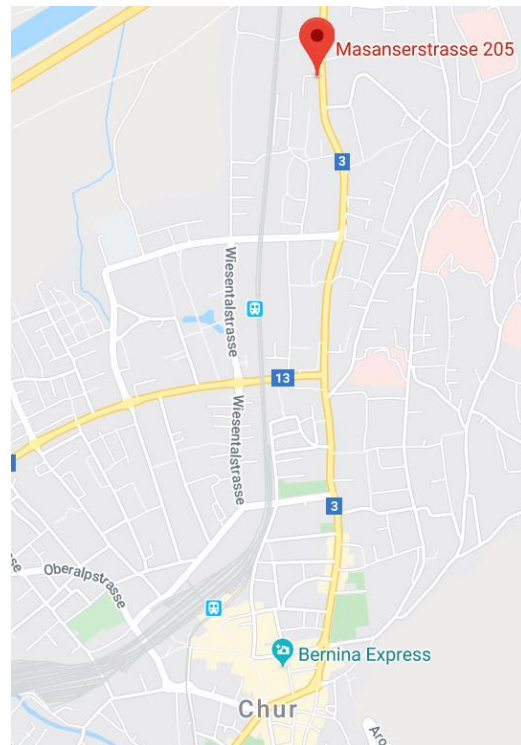 Masanserstrasse 205
3
Wiesentalstrasse
13
Wiesentalstrasse
3
Oberalpstrasse
Bernina Express
Chur